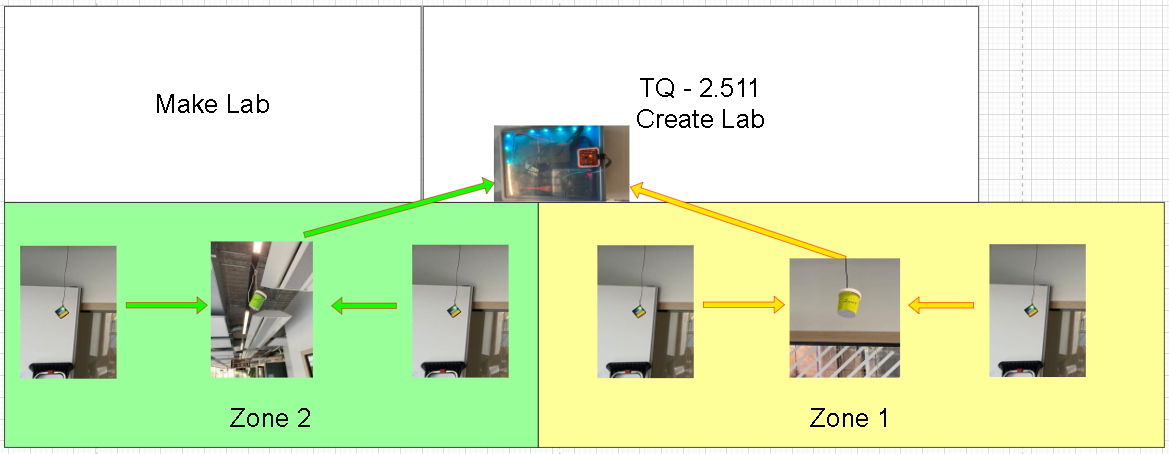 Make Lab
TQ - 2.511
Create Lab
Zone 2
Zone 1